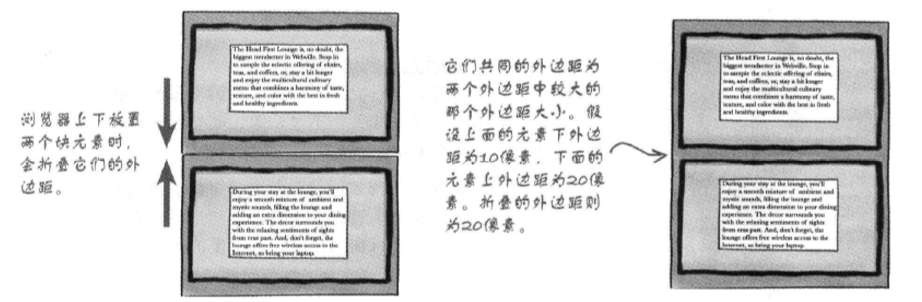 浏览器上下放置
两个块元素时,
会折叠它们的外
边距。
The Head First Lounge is, no doubt, the
biggest trendsetter in Webville. Stop in
to sample the eclectic offering of elixirs,
teas, and coffees, or, stay a bit longer
and enjoy the multicultural culinary
menu that combines a harmony of taste,
texture, and color with the best in fresh
and healthy ingredients.
During your stay at the lounge, you'll
enjoy a smooth mixture of ambient and
mystic sounds, filling the lounge and
adding an extra dimension to your dining
experience. The decor surrounds you
with the relaxing sentiments of sights
from eras past. And, don't forget, the
lounge offers free wireless access to the
Internet, so bring your laptop.
它们共同的外边距为
两个外边距中较大的
那个外边距大小。假
设上面的元素下外边
距为10像素,下面的
元素上外边距为20像
素。折叠的外边距则
为20像素。
The Head First Lounge is, no doubt, the
biggest trendsetter in Webville. Stop in
to sample the eclectic offering of elixirs,
teas, and coffees, or, stay a bit longer
and enjoy the multicultural culinary
menu that combines a harmony of taste,
texture, and color with the best in fresh
and healthy ingredients.
During your stay at the lounge, you'll
enjoy a smooth mixture of ambient and
mystic sounds, filling the lounge and
adding an extra dimension to your dining
experience. The decor surrounds you
with the relaxing sentiments of sights
from eras past. And, don't forget, the
lounge offers free wireless access to the
Internet, so bring your laptop.